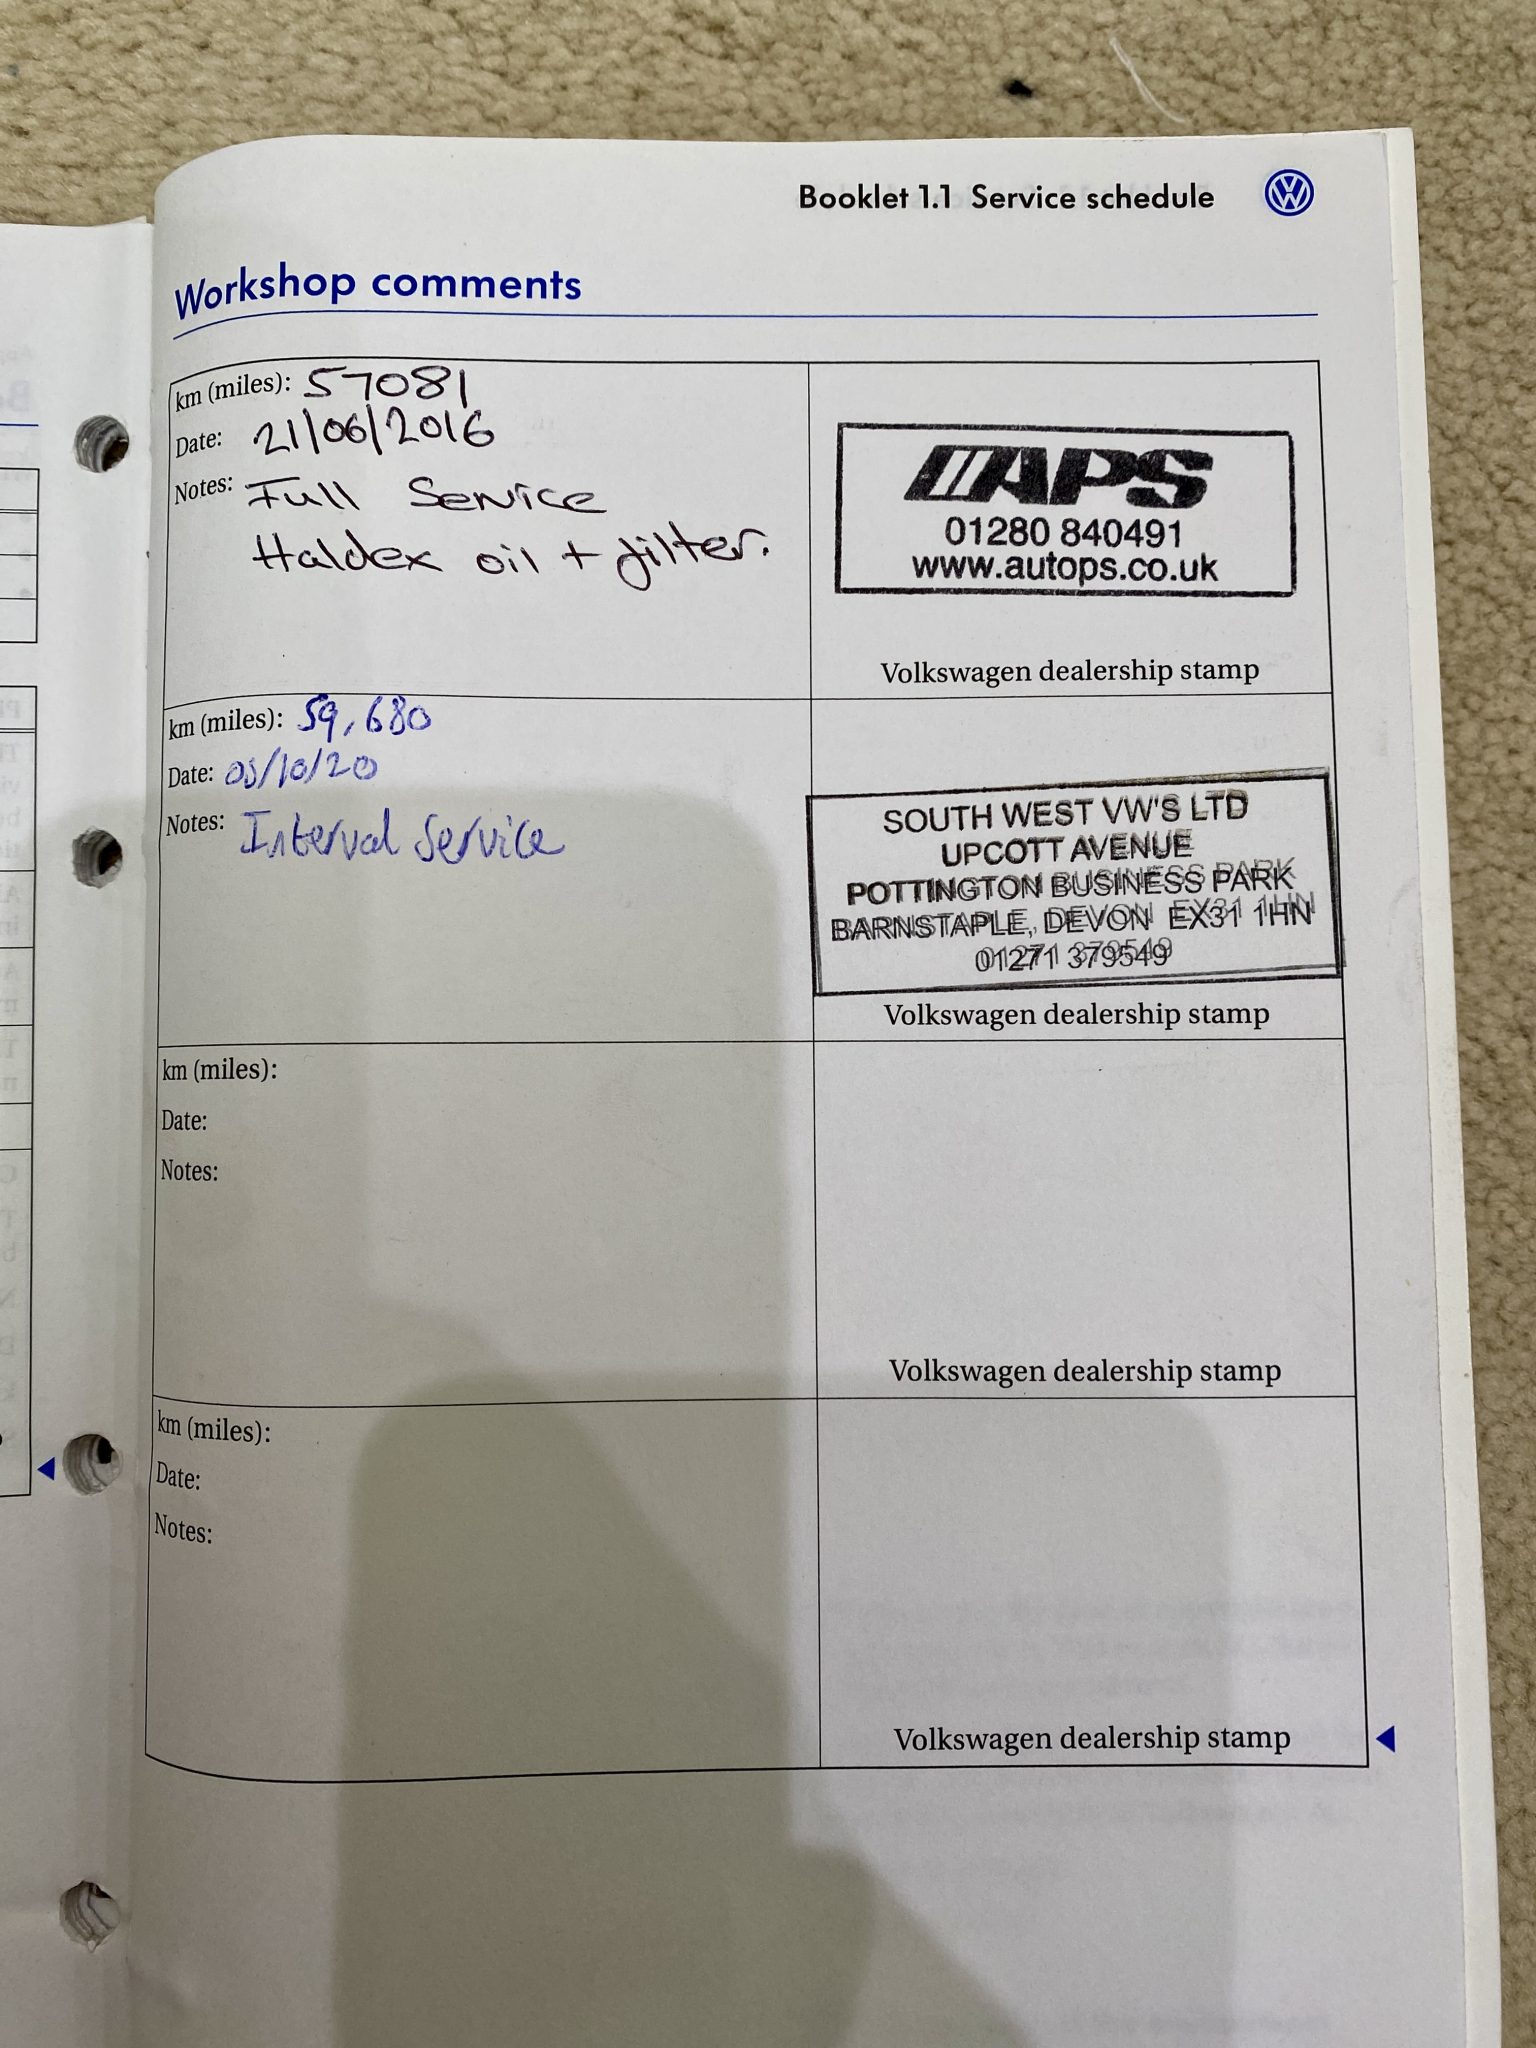 Booklet 1.1 Service schedule
Workshop comments
km (miles): 57081
Date: 21/06/2016
Notes: Full Service
Haldex oil + filter.
APS
01280 840491
www.autops.co.uk
Volkswagen dealership stamp
km (miles): 59,680
Date: 05/10/20
Notes: Interval Service
SOUTH WEST VW'S LTD
UPCOTT AVENUE
POTTINGTON BUSINESS PARK
BARNSTAPLE, DEVON EX31 1HN
01271 379549
Volkswagen dealership stamp
km (miles):
Date:
Notes:
Volkswagen dealership stamp
km (miles):
Date:
Notes:
Volkswagen dealership stamp